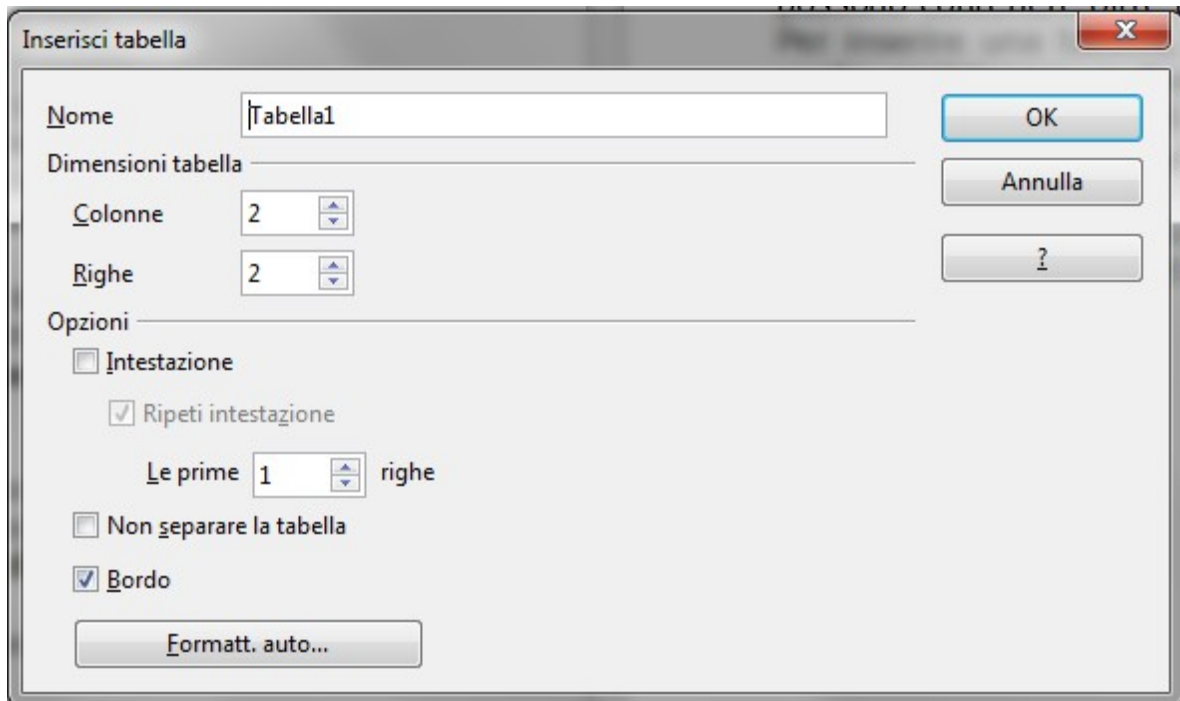 Inserisci tabella
Nome
Tabella1
OK
Dimensioni tabella
Annulla
Colonne
2
?
Righe
2
Opzioni
Intestazione
Ripeti intestazione
Le prime 1 righe
Non separare la tabella
Bordo
Formatt. auto...